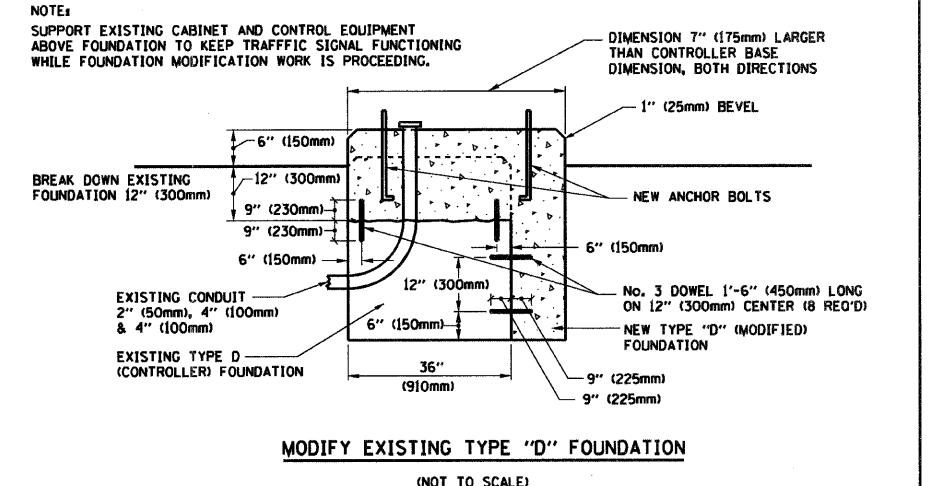 NOTE:
SUPPORT EXISTING CABINET AND CONTROL EQUIPMENT
ABOVE FOUNDATION TO KEEP TRAFFFIC SIGNAL FUNCTIONING
WHILE FOUNDATION MODIFICATION WORK IS PROCEEDING.
DIMENSION 7" (175mm) LARGER
THAN CONTROLLER BASE
DIMENSION, BOTH DIRECTIONS
1" (25mm) BEVEL
6" (150mm)
BREAK DOWN EXISTING
FOUNDATION 12" (300mm)
12" (300mm)
NEW ANCHOR BOLTS
9" (230mm)
9" (230mm)
6" (150mm)
6" (150mm)
12" (300mm)
No. 3 DOWEL 1'-6" (450mm) LONG
ON 12" (300mm) CENTER (8 REQ'D)
EXISTING CONDUIT
2" (50mm), 4" (100mm)
& 4" (100mm)
6" (150mm)
NEW TYPE "D" (MODIFIED)
FOUNDATION
EXISTING TYPE D
(CONTROLLER) FOUNDATION
36"
(910mm)
9" (225mm)
9" (225mm)
MODIFY EXISTING TYPE "D" FOUNDATION
(NOT TO SCALE)